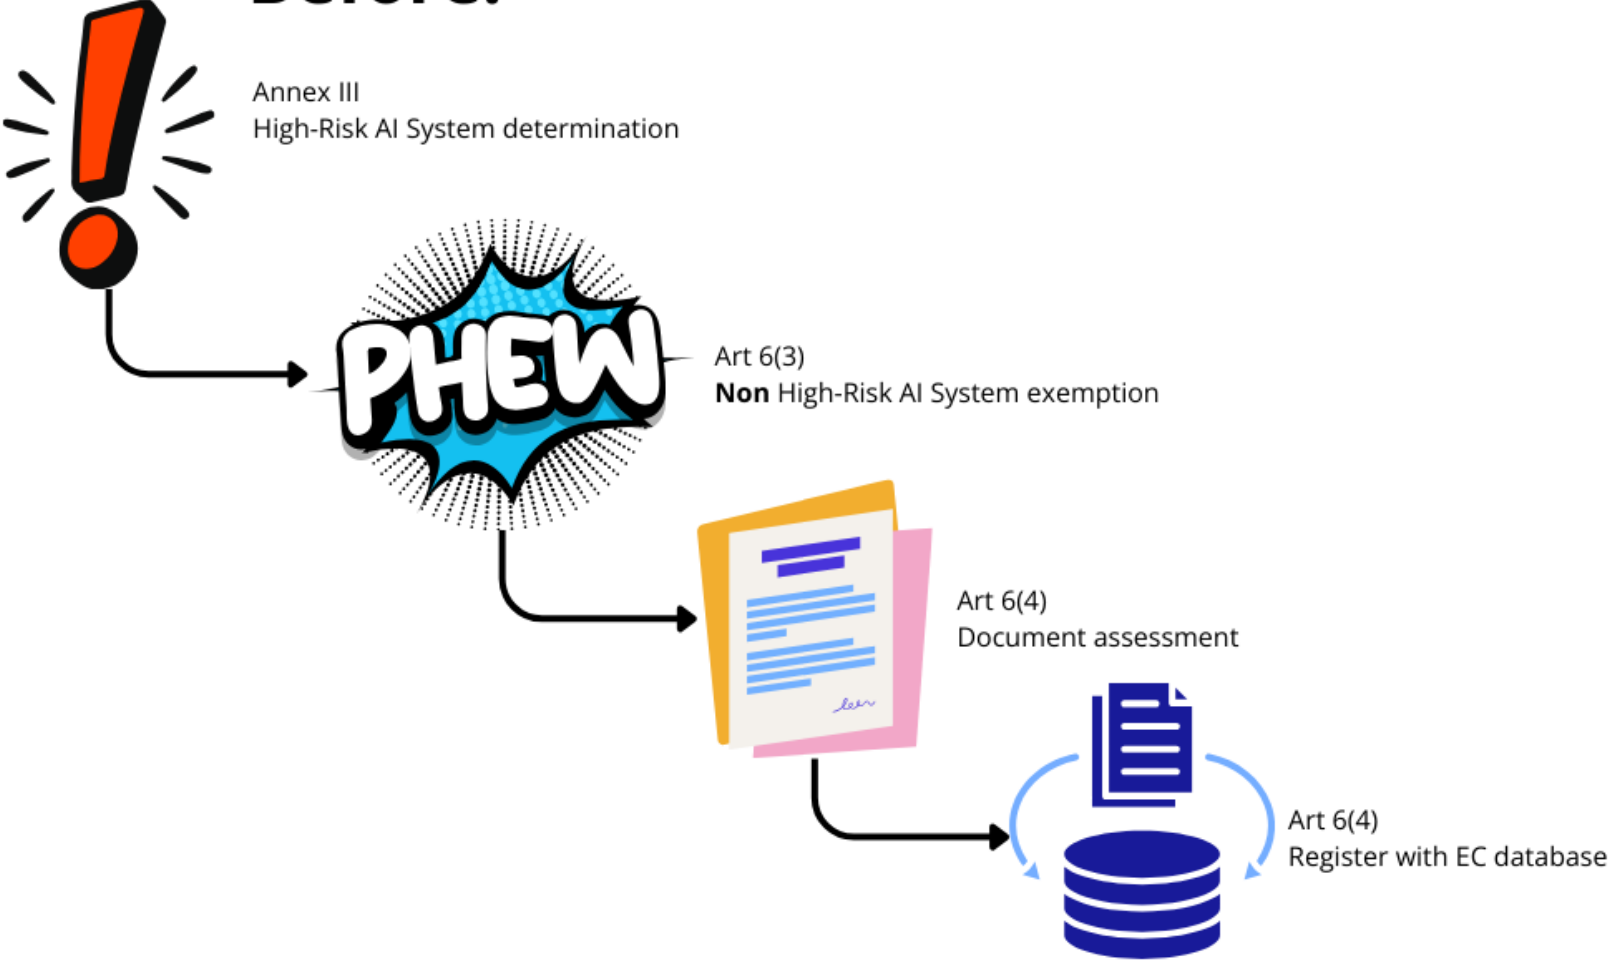 Before:
Annex III
High-Risk AI System determination
PHEW
Art 6(3)
Non High-Risk AI System exemption
Art 6(4)
Document assessment
Art 6(4)
Register with EC database